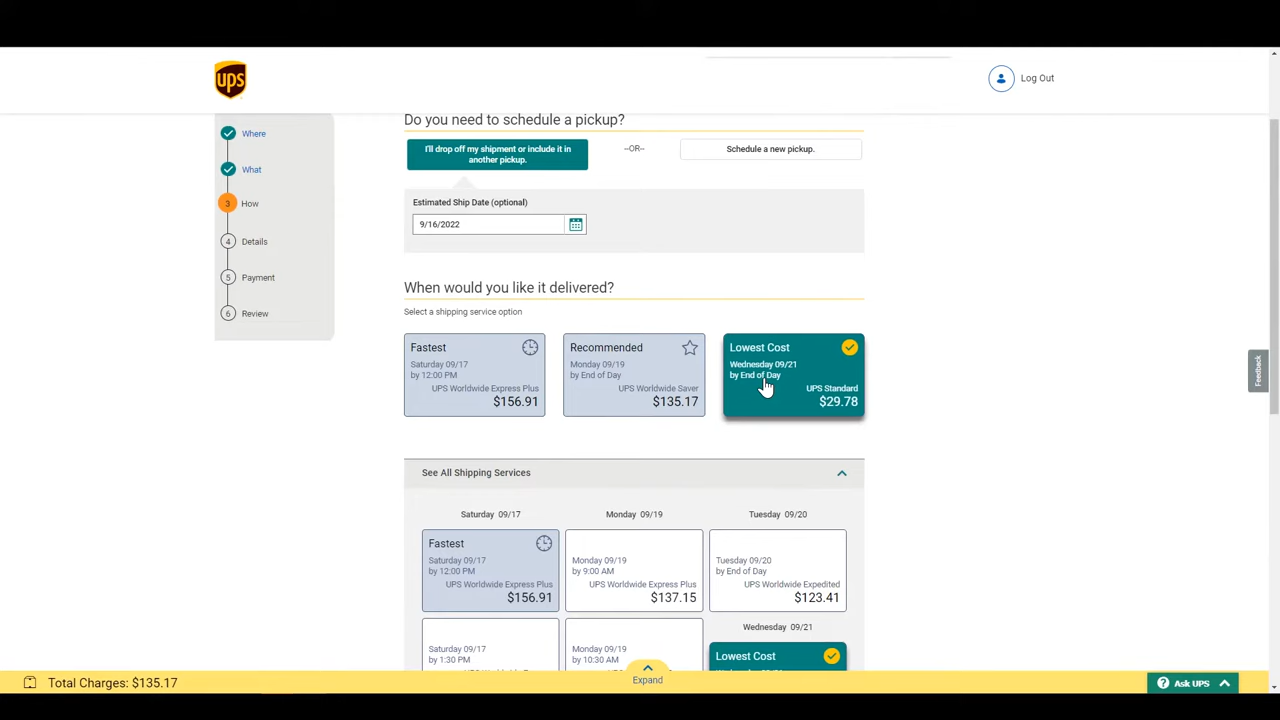 ups
Log Out
Where
What
3 How
4 Details
5 Payment
6 Review
Do you need to schedule a pickup?
I'll drop off my shipment or include it in
another pickup.
--OR--
Schedule a new pickup.
Estimated Ship Date (optional)
9/16/2022
When would you like it delivered?
Select a shipping service option
Fastest
Saturday 09/17
by 12:00 PM
UPS Worldwide Express Plus
$156.91
Recommended
Monday 09/19
by End of Day
UPS Worldwide Saver
$135.17
Lowest Cost
Wednesday 09/21
by End of Day
UPS Standard
$29.78
Feedback
See All Shipping Services
Saturday 09/17
Monday 09/19
Tuesday 09/20
Fastest
Saturday 09/17
by 12:00 PM
UPS Worldwide Express Plus
$156.91
Monday 09/19
by 9:00 AM
UPS Worldwide Express Plus
$137.15
Tuesday 09/20
by End of Day
UPS Worldwide Expedited
$123.41
Wednesday 09/21
Saturday 09/17
by 1:30 PM
Monday 09/19
by 10:30 AM
Lowest Cost
Total Charges: $135.17
Expand
? Ask UPS